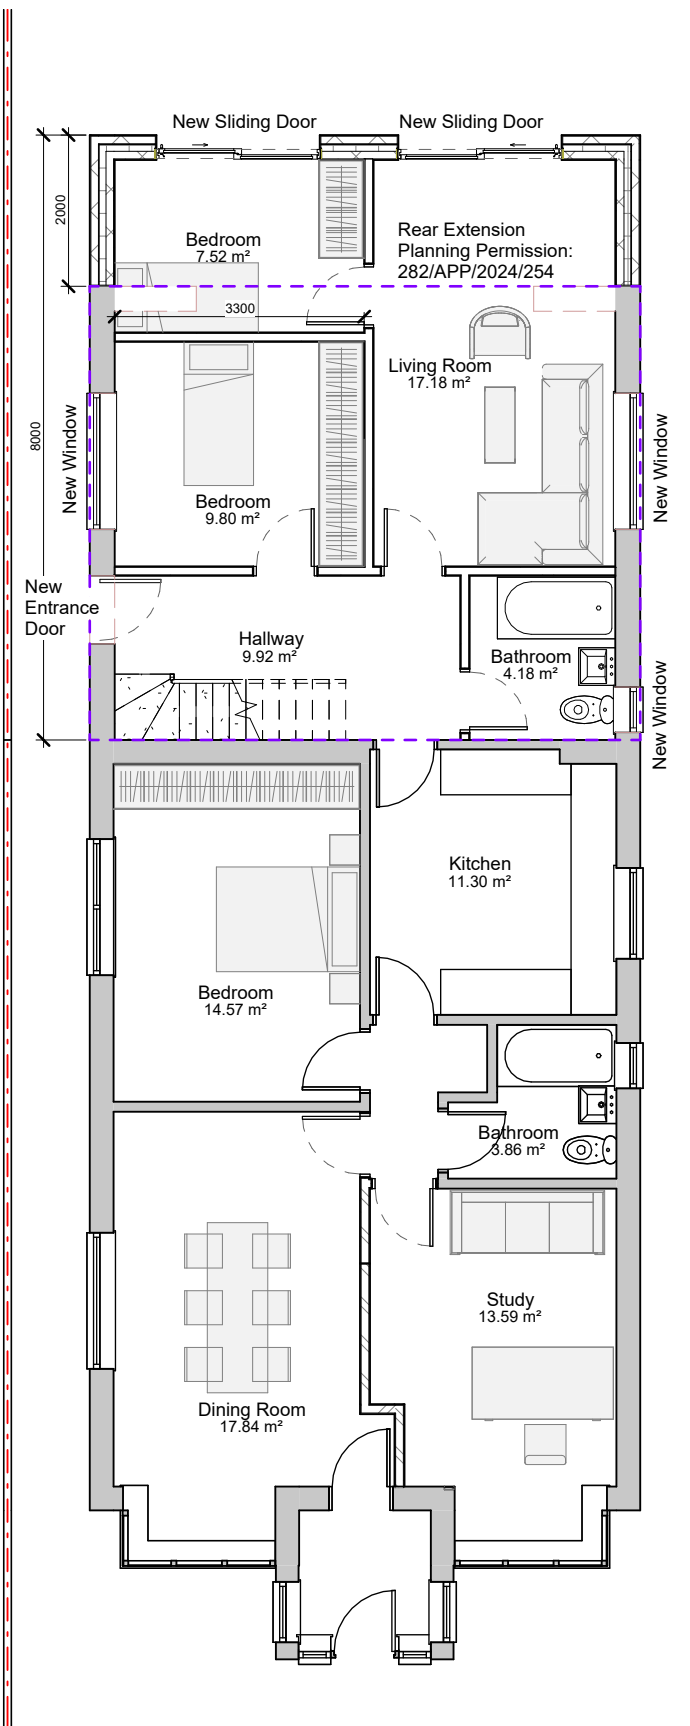 New Sliding Door
New Sliding Door
2000
Bedroom
7.52 m²
Rear Extension
Planning Permission:
282/APP/2024/254
3300
Living Room
17.18 m²
8000
New Window
New Window
Bedroom
9.80 m²
New
Entrance
Door
Hallway
9.92 m²
Bathroom
4.18 m²
New Window
Kitchen
11.30 m²
Bedroom
14.57 m²
Bathroom
3.86 m²
Study
13.59 m²
Dining Room
17.84 m²